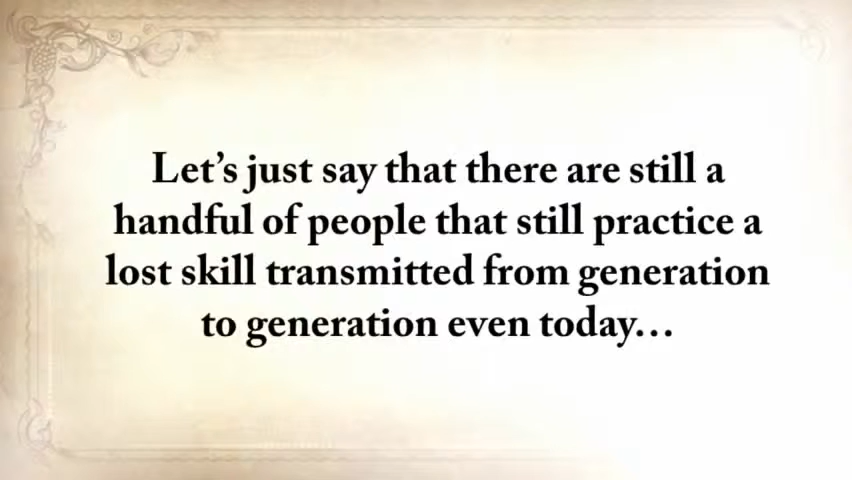 Let’s just say that there are still a
handful of people that still practice a
lost skill transmitted from generation
to generation even today…